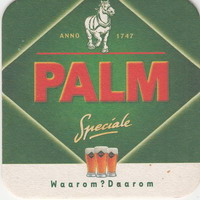 ANNO 1747
PALM
Speciale
Waarom? Daarom